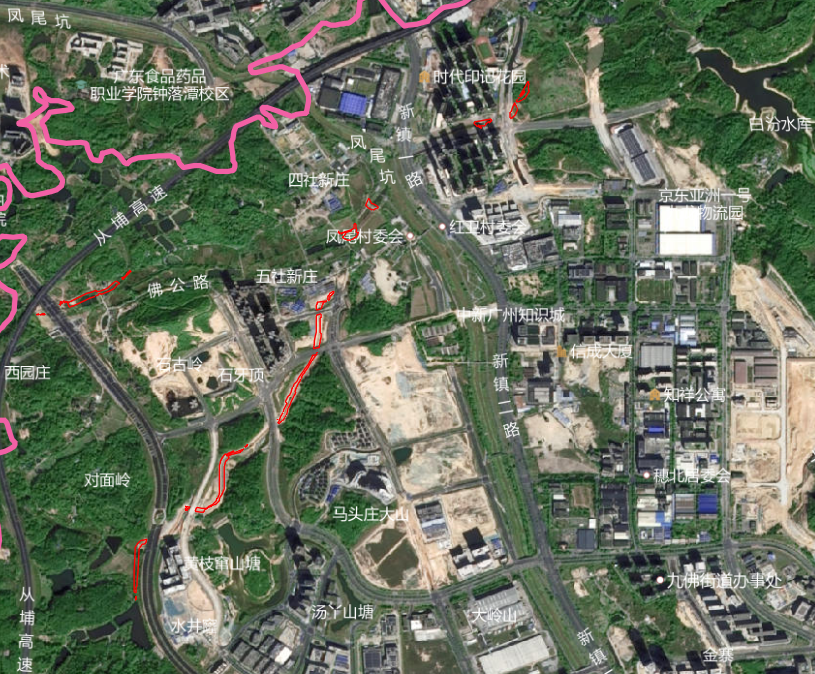 凤尾坑
广东食品药品
职业学院钟落潭校区
时代印记花园
新镇一路
白汾水库
凤尾坑
四社新庄
京东亚洲一号
物流园
从埔高速
凤尾村委会
红卫村委会
佛公路
五社新庄
中新广州知识城
信成大厦
西园庄
石古岭
石牙顶
新镇一路
知祥公寓
对面岭
穗北居委会
马头庄大山
黄枝窜山塘
九佛街道办事处
从埔高速
汤丫山塘
大岭山
水井窿
新镇一
金寨